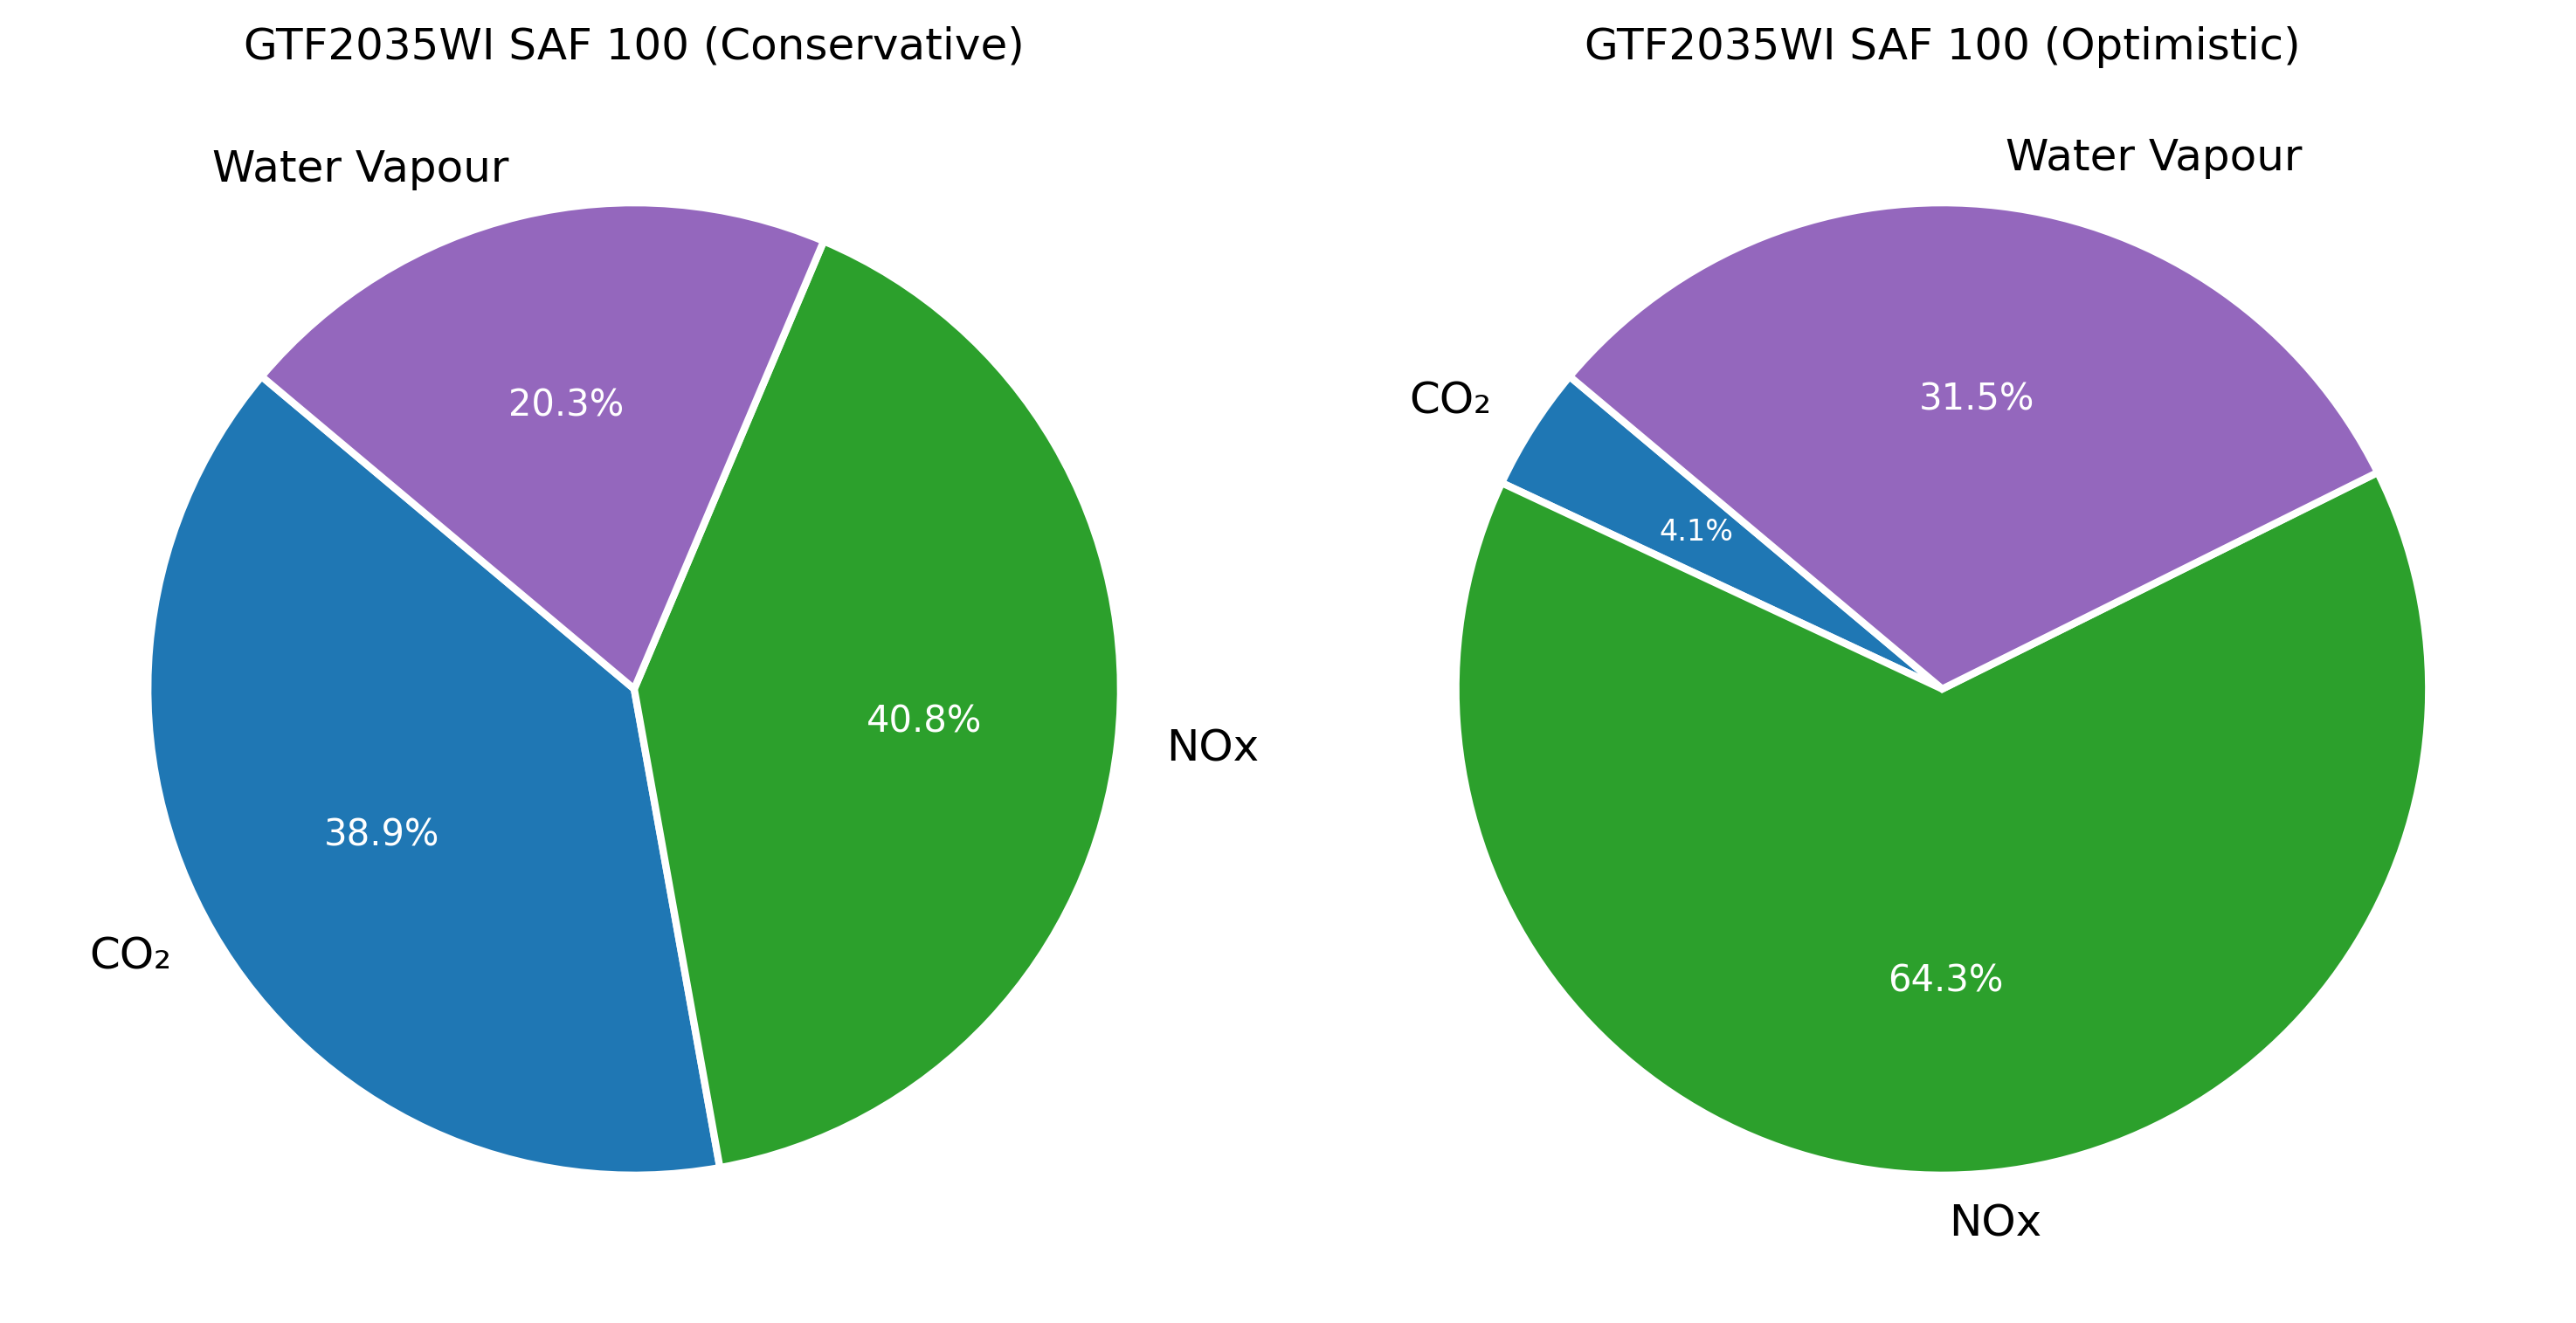 GTF2035WI SAF 100 (Conservative)
Water Vapour
20.3%
40.8%
NOx
38.9%
CO₂
GTF2035WI SAF 100 (Optimistic)
Water Vapour
31.5%
CO₂
4.1%
64.3%
NOx